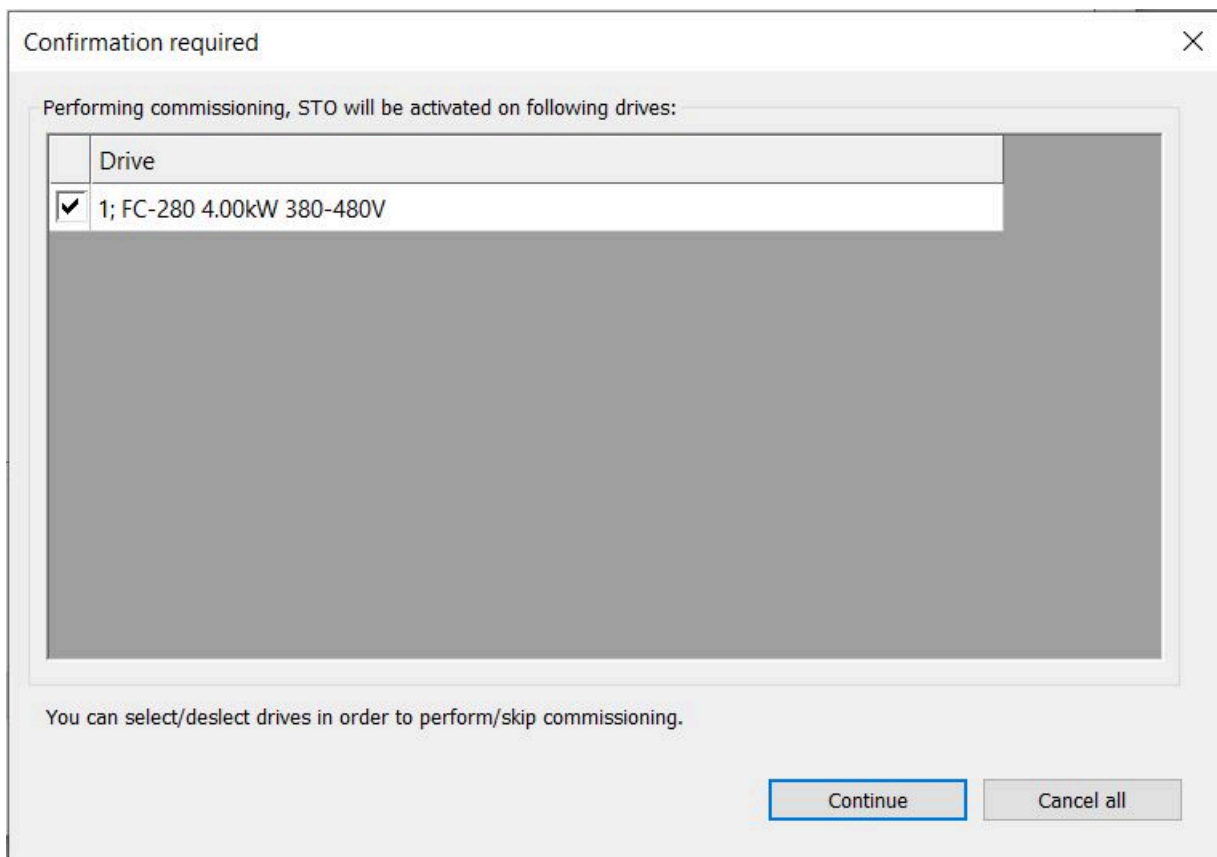 Confirmation required
Performing commissioning, STO will be activated on following drives:
Drive
1; FC-280 4.00kW 380-480V
You can select/deslect drives in order to perform/skip commissioning.
Continue
Cancel all